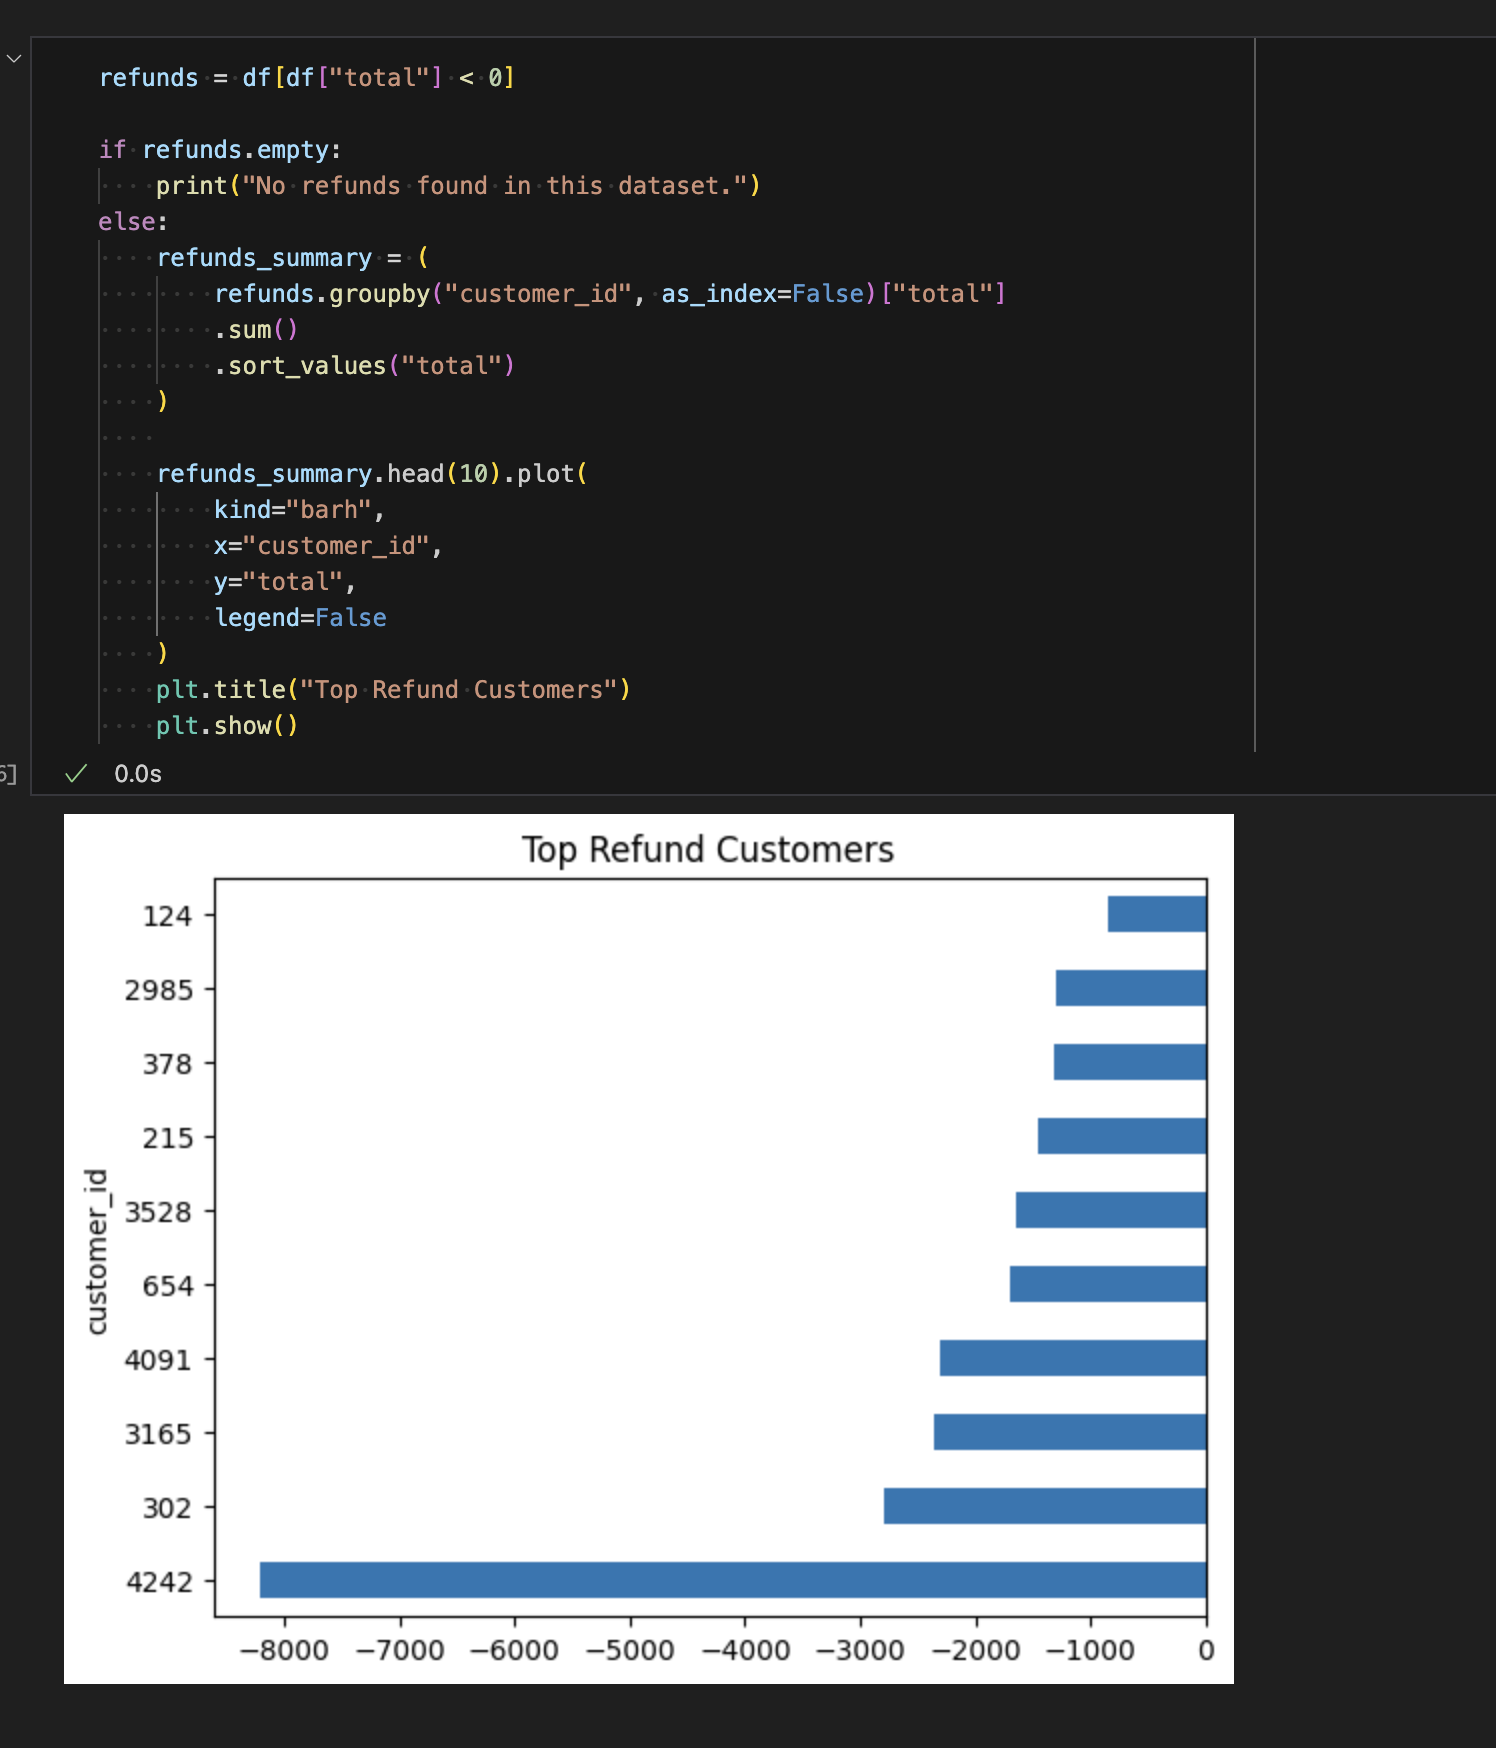 refunds = df[df["total"] < 0]
if refunds.empty:
    print("No refunds found in this dataset.")
else:
    refunds_summary = (
        refunds.groupby("customer_id", as_index=False)["total"]
        .sum()
        .sort_values("total")
    )
    refunds_summary.head(10).plot(
        kind="barh",
        x="customer_id",
        y="total",
        legend=False
    )
    plt.title("Top Refund Customers")
    plt.show()
] 0.0s
Top Refund Customers
124
2985
378
215
3528
654
4091
3165
302
4242
customer_id
−8000 −7000 −6000 −5000 −4000 −3000 −2000 −1000 0